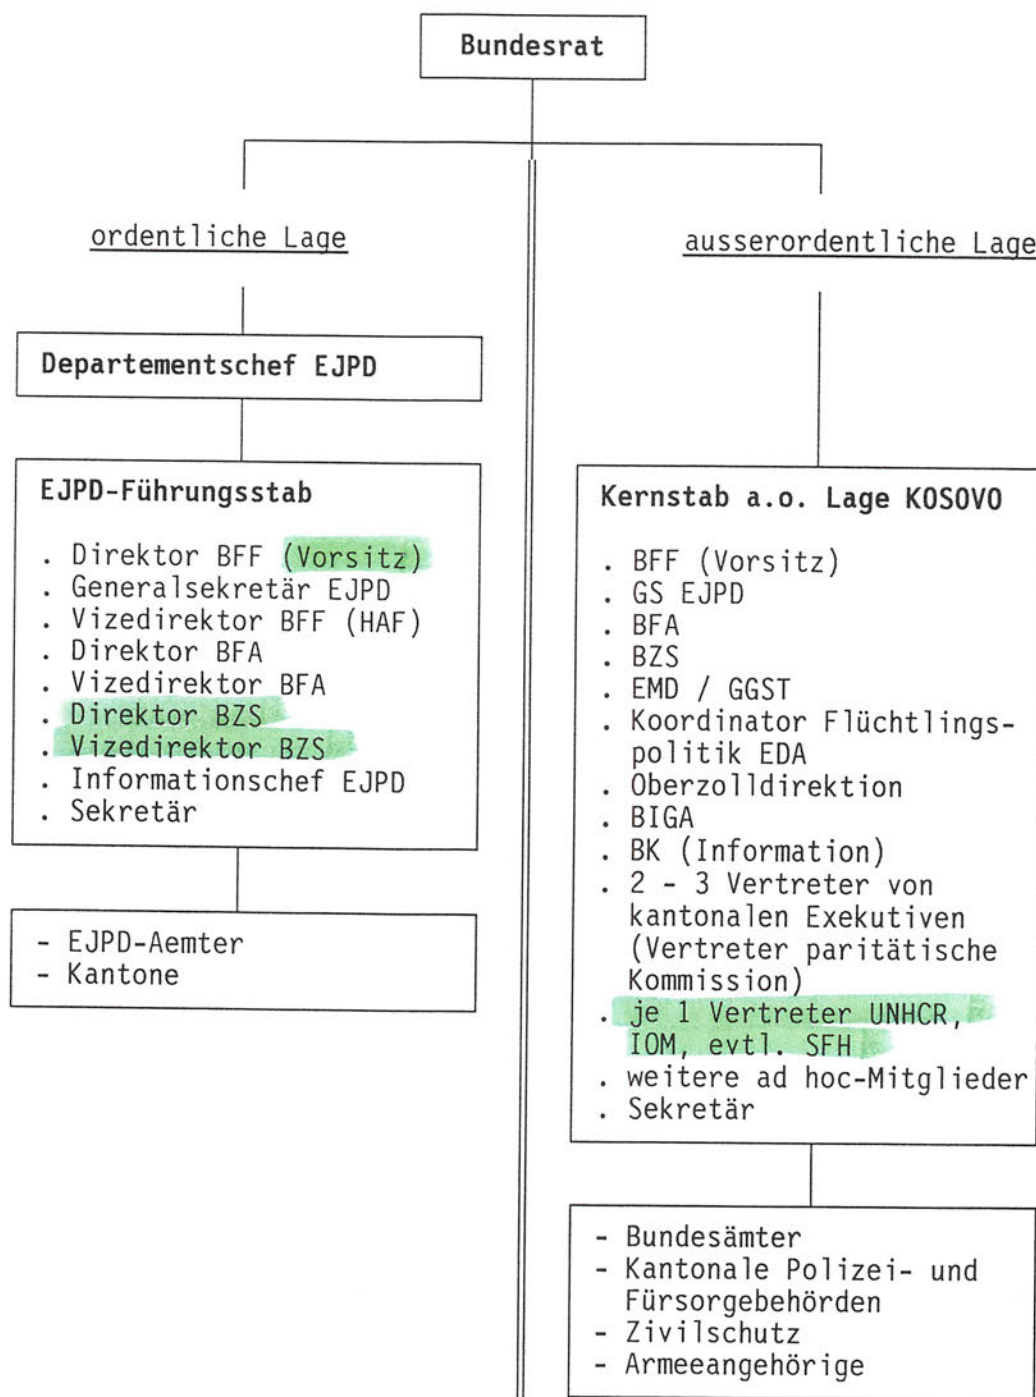 Bundesrat
ordentliche Lage
ausserordentliche Lage
Departementschef EJPD
EJPD-Führungsstab
. Direktor BFF (Vorsitz)
. Generalsekretär EJPD
. Vizedirektor BFF (HAF)
. Direktor BFA
. Vizedirektor BFA
. Direktor BZS
. Vizedirektor BZS
. Informationschef EJPD
. Sekretär
- EJPD-Aemter
- Kantone
Kernstab a.o. Lage KOSOVO
. BFF (Vorsitz)
. GS EJPD
. BFA
. BZS
. EMD / GGST
. Koordinator Flüchtlings-
politik EDA
. Oberzolldirektion
. BIGA
. BK (Information)
. 2 - 3 Vertreter von
kantonalen Exekutiven
(Vertreter paritätische
Kommission)
. je 1 Vertreter UNHCR,
IOM, evtl. SFH
. weitere ad hoc-Mitglieder
. Sekretär
- Bundesämter
- Kantonale Polizei- und
Fürsorgebehörden
- Zivilschutz
- Armeeangehörige